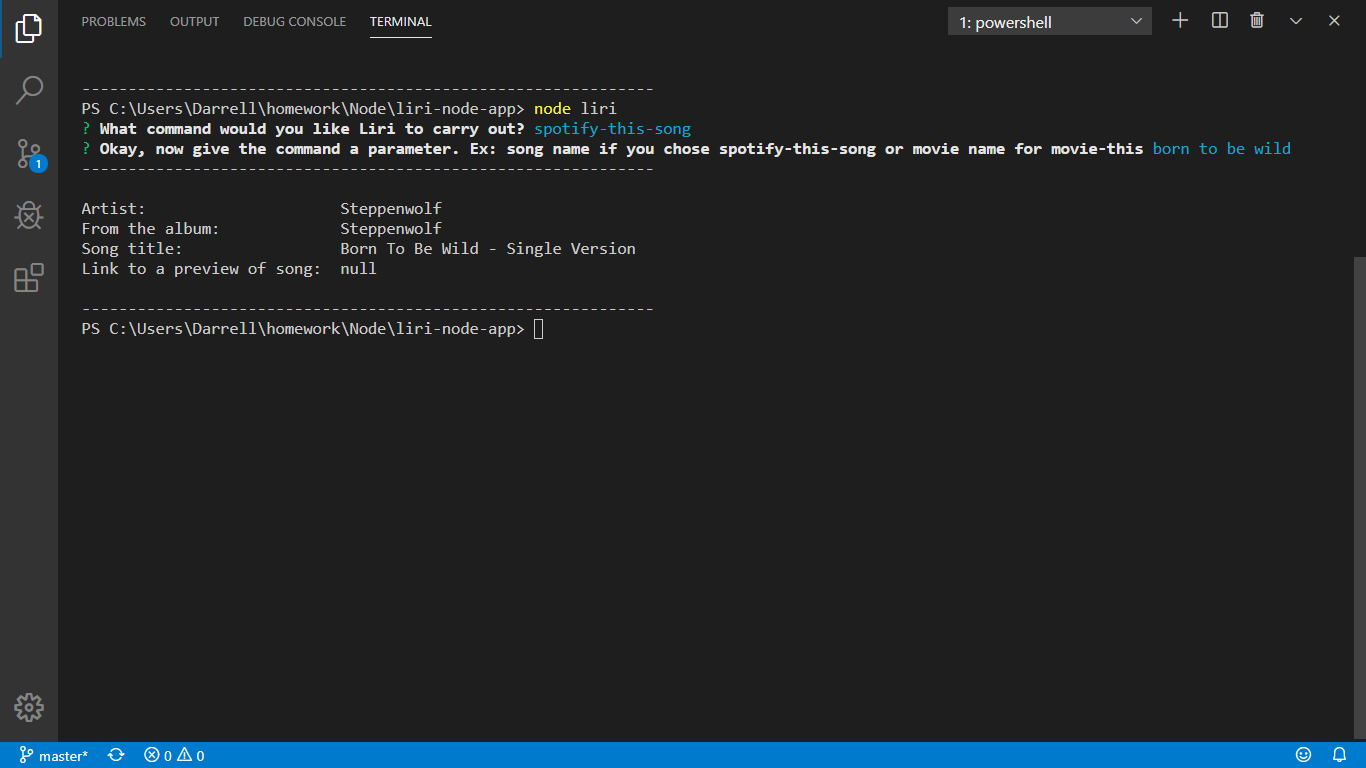 PROBLEMS OUTPUT DEBUG CONSOLE TERMINAL 1: powershell
------------------------------------------------------------
PS C:\Users\Darrell\homework\Node\liri-node-app> node liri
? What command would you like Liri to carry out? spotify-this-song
? Okay, now give the command a parameter. Ex: song name if you chose spotify-this-song or movie name for movie-this born to be wild
------------------------------------------------------------
Artist: Steppenwolf
From the album: Steppenwolf
Song title: Born To Be Wild - Single Version
Link to a preview of song: null
------------------------------------------------------------
PS C:\Users\Darrell\homework\Node\liri-node-app>
1
master* 0 0